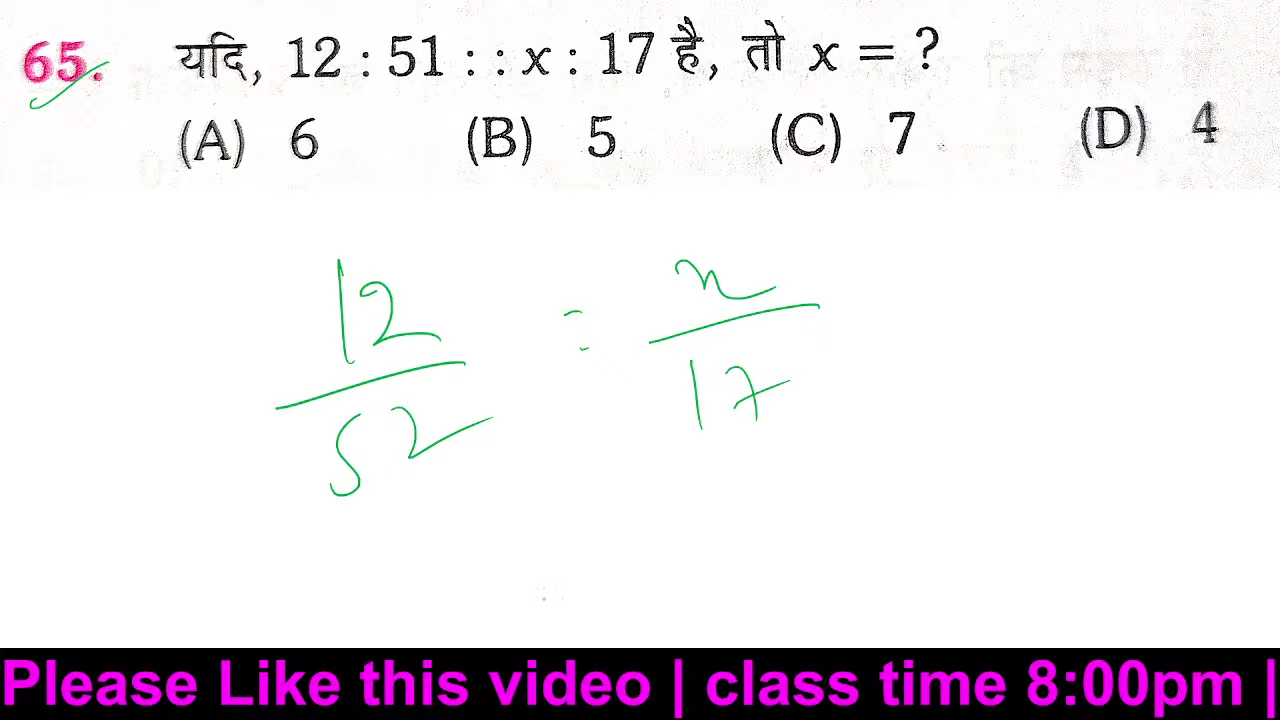 65. यदि, 12 : 51 : : x : 17 है, तो x = ?
(A) 6 (B) 5 (C) 7 (D) 4
12 = x
52 17
Please Like this video | class time 8:00pm |